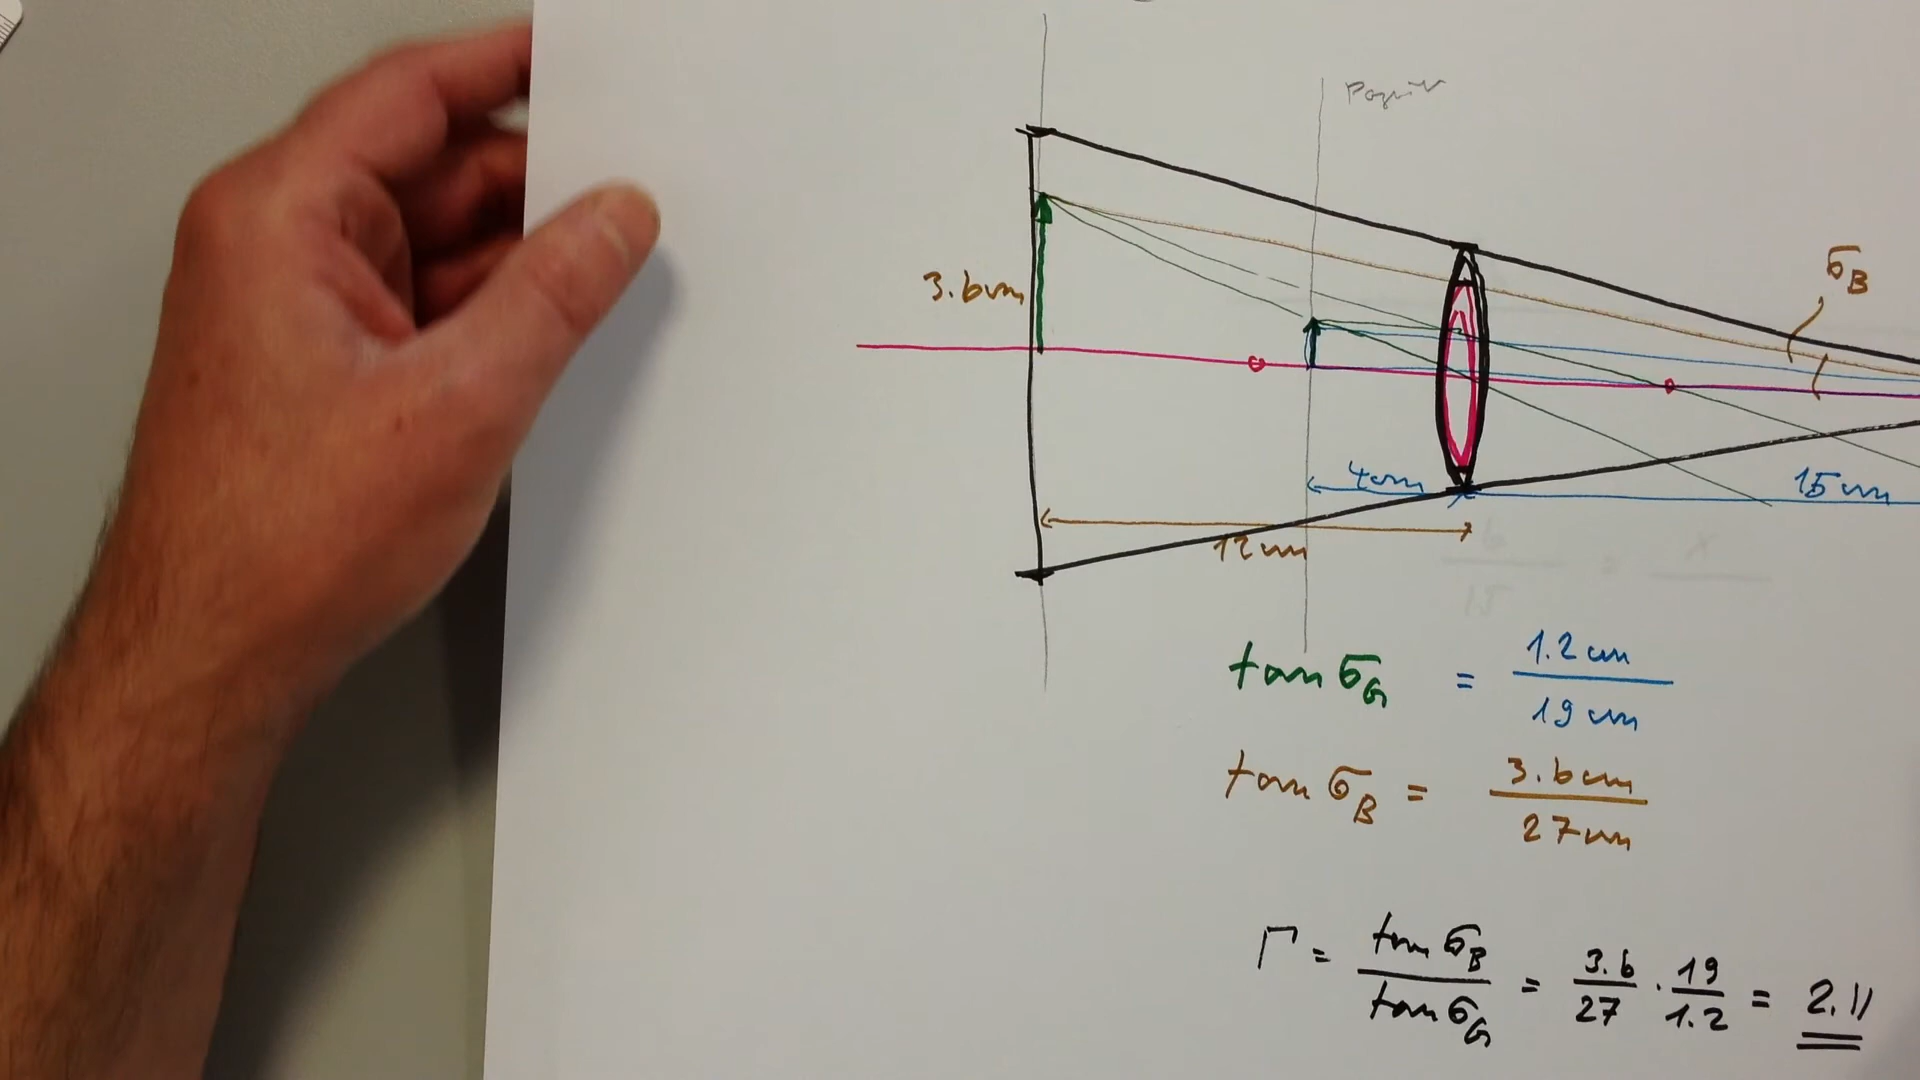 σB
3.6cm
4cm
15cm
12cm
tan σG = 1.2cm / 19cm
tan σB = 3.6cm / 27cm
Γ = tan σB / tan σG = 3.6 / 27 · 19 / 1.2 = 2.11